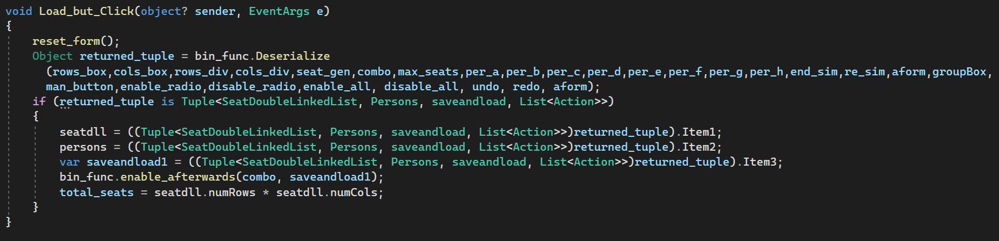 void Load_but_Click(object? sender, EventArgs e)
{
    reset_form();
    Object returned_tuple = bin_func.Deserialize
      (rows_box,cols_box,rows_div,cols_div,seat_gen,combo,max_seats,per_a,per_b,per_c,per_d,per_e,per_f,per_g,per_h,end_sim,re_sim,aform,groupBox,
      man_button,enable_radio,disable_radio,enable_all, disable_all, undo, redo, aform);
    if (returned_tuple is Tuple<SeatDoubleLinkedList, Persons, saveandload, List<Action>>)
    {
        seatdll = ((Tuple<SeatDoubleLinkedList, Persons, saveandload, List<Action>>)returned_tuple).Item1;
        persons = ((Tuple<SeatDoubleLinkedList, Persons, saveandload, List<Action>>)returned_tuple).Item2;
        var saveandload1 = ((Tuple<SeatDoubleLinkedList, Persons, saveandload, List<Action>>)returned_tuple).Item3;
        bin_func.enable_afterwards(combo, saveandload1);
        total_seats = seatdll.numRows * seatdll.numCols;
    }
}